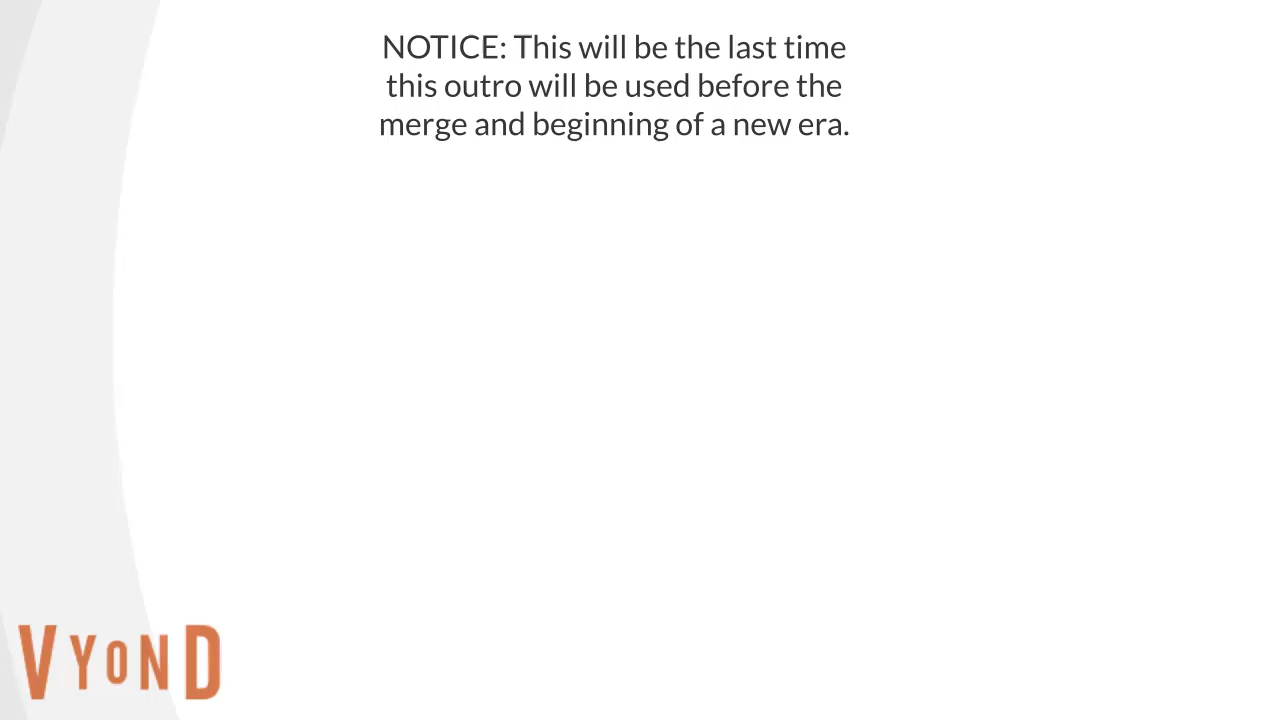 NOTICE: This will be the last time
this outro will be used before the
merge and beginning of a new era.
VYOND